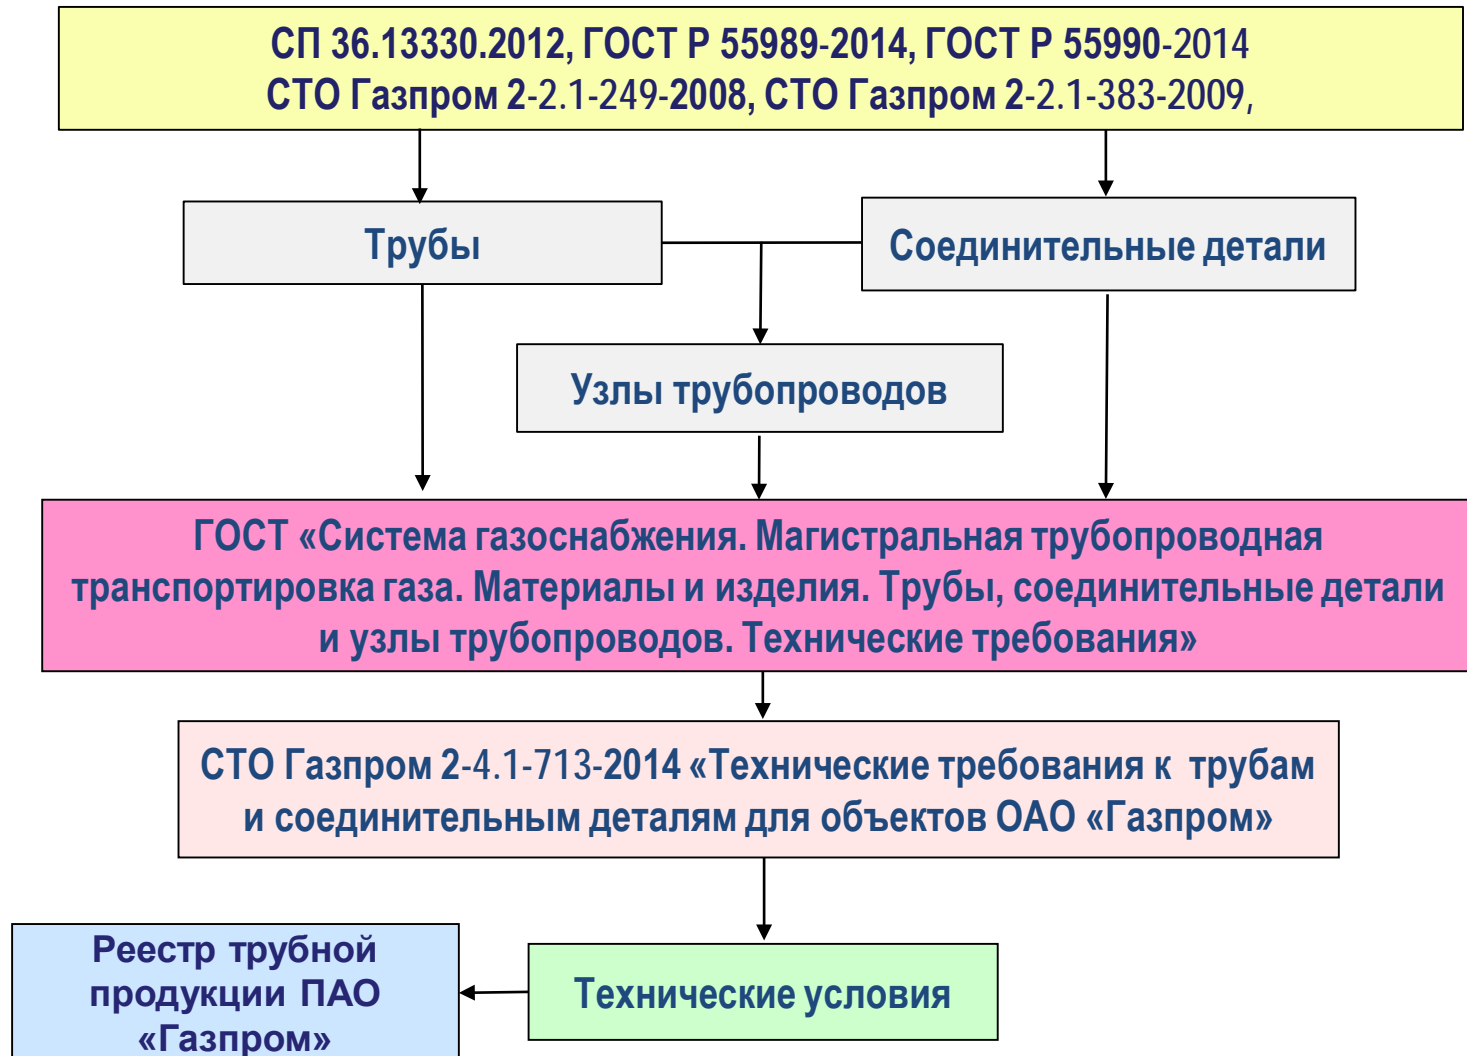 СП 36.13330.2012, ГОСТ Р 55989-2014, ГОСТ Р 55990-2014
СТО Газпром 2-2.1-249-2008, СТО Газпром 2-2.1-383-2009,
Трубы
Соединительные детали
Узлы трубопроводов
ГОСТ «Система газоснабжения. Магистральная трубопроводная
транспортировка газа. Материалы и изделия. Трубы, соединительные детали
и узлы трубопроводов. Технические требования»
СТО Газпром 2-4.1-713-2014 «Технические требования к трубам
и соединительным деталям для объектов ОАО «Газпром»
Реестр трубной
продукции ПАО
«Газпром»
Технические условия